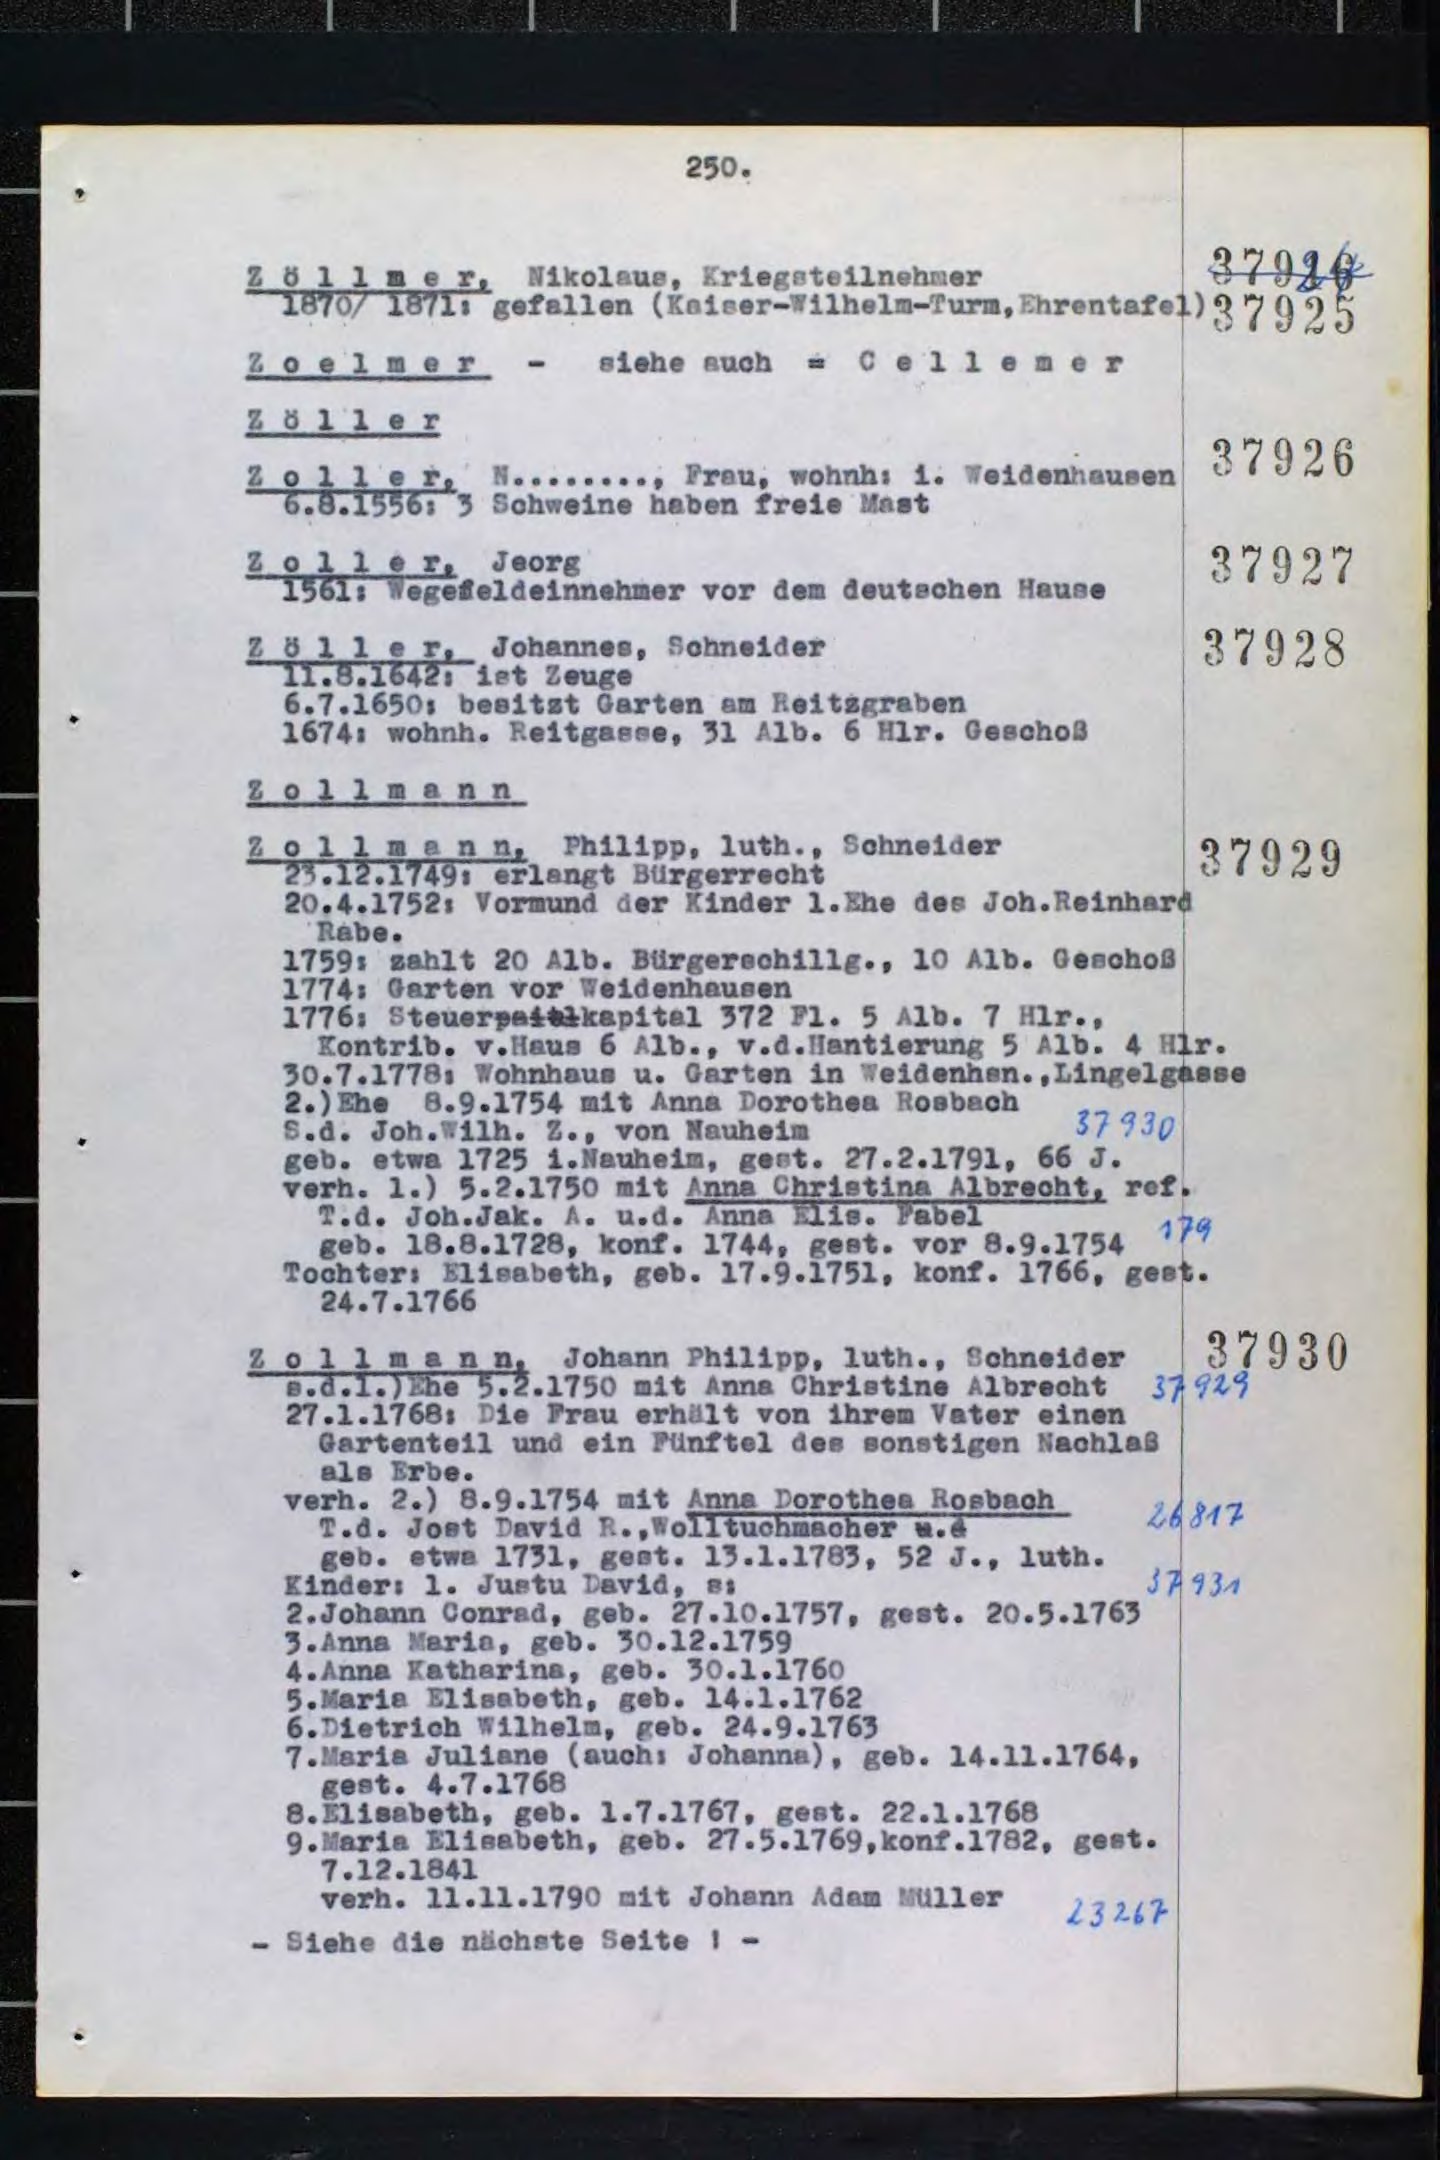 250.
Z ö l l m e r, Nikolaus, Kriegsteilnehmer
1870/ 1871: gefallen (Kaiser-Wilhelm-Turm,Ehrentafel) 37925
Z o e l m e r - siehe auch = C e l l e m e r
Z ö l l e r
Z o l l e r, N........., Frau, wohnh: i. Weidenhausen 37926
6.8.1556: 3 Schweine haben freie Mast
Z o l l e r, Jeorg 37927
1561: Wegegeldeinnehmer vor dem deutschen Hause
Z ö l l e r, Johannes, Schneider 37928
11.8.1642: ist Zeuge
6.7.1650: besitzt Garten am Reitzgraben
1674: wohnh. Reitgasse, 31 Alb. 6 Hlr. Geschoß
Z o l l m a n n
Z o l l m a n n, Philipp, luth., Schneider 37929
23.12.1749: erlangt Bürgerrecht
20.4.1752: Vormund der Kinder 1.Ehe des Joh.Reinhard
Rabe.
1759: zahlt 20 Alb. Bürgerschillg., 10 Alb. Geschoß
1774: Garten vor Weidenhausen
1776: Steuerkapital 372 Fl. 5 Alb. 7 Hlr.,
Kontrib. v.Haus 6 Alb., v.d.Hantierung 5 Alb. 4 Hlr.
30.7.1778: Wohnhaus u. Garten in Weidenhsn.,Lingelgasse
2.)Ehe 8.9.1754 mit Anna Dorothea Rosbach
S.d. Joh.Wilh. Z., von Nauheim 37930
geb. etwa 1725 i.Nauheim, gest. 27.2.1791, 66 J.
verh. 1.) 5.2.1750 mit Anna Christina Albrecht, ref.
T.d. Joh.Jak. A. u.d. Anna Elis. Fabel
geb. 18.8.1728, konf. 1744, gest. vor 8.9.1754 179
Tochter: Elisabeth, geb. 17.9.1751, konf. 1766, gest.
24.7.1766
Z o l l m a n n, Johann Philipp, luth., Schneider 37930
s.d.1.)Ehe 5.2.1750 mit Anna Christine Albrecht 37929
27.1.1768: Die Frau erhält von ihrem Vater einen
Gartenteil und ein Fünftel des sonstigen Nachlaß
als Erbe.
verh. 2.) 8.9.1754 mit Anna Dorothea Rosbach
T.d. Jost David R.,Wolltuchmacher u.d 26817
geb. etwa 1731, gest. 13.1.1783, 52 J., luth.
Kinder: 1. Justu David, s: 37931
2.Johann Conrad, geb. 27.10.1757, gest. 20.5.1763
3.Anna Maria, geb. 30.12.1759
4.Anna Katharina, geb. 30.1.1760
5.Maria Elisabeth, geb. 14.1.1762
6.Dietrich Wilhelm, geb. 24.9.1763
7.Maria Juliane (auch: Johanna), geb. 14.11.1764,
gest. 4.7.1768
8.Elisabeth, geb. 1.7.1767, gest. 22.1.1768
9.Maria Elisabeth, geb. 27.5.1769,konf.1782, gest.
7.12.1841
verh. 11.11.1790 mit Johann Adam Müller 23267
- Siehe die nächste Seite ! -